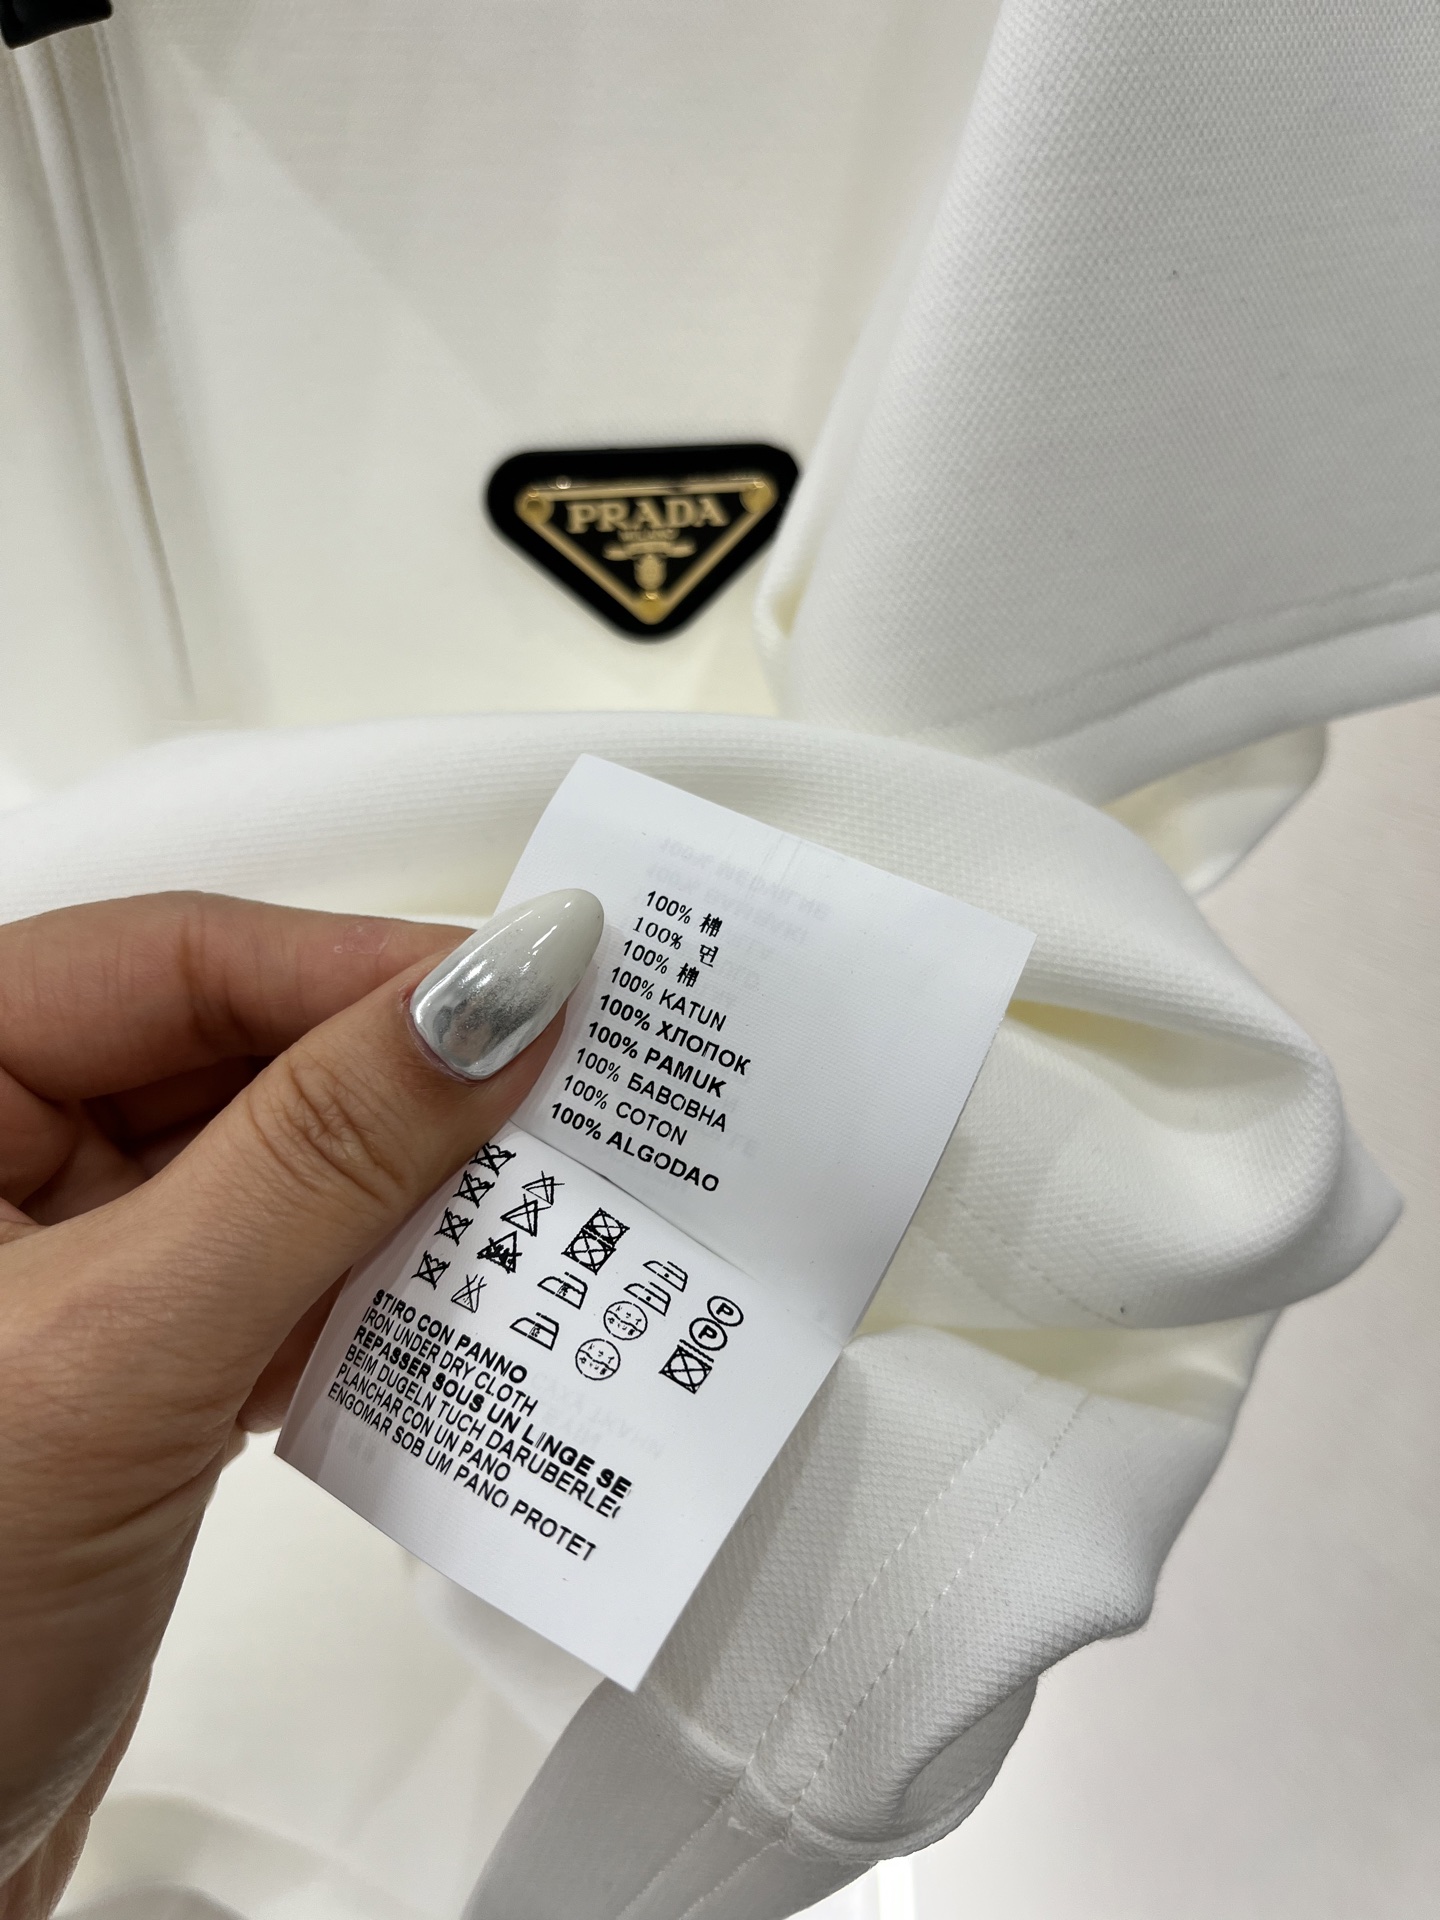 PRADA
MILANO
100% 棉
100% 면
100% 棉
100% KATUN
100% ХЛОПОК
100% PAMUK
100% БАВОВНА
100% COTON
100% ALGODAO
P
P
STIRO CON PANNO
IRON UNDER DRY CLOTH
REPASSER SOUS UN LINGE SE
BEIM DUGELN TUCH DARUBERLE
PLANCHAR CON UN PANO
ENGOMAR SOB UM PANO PROTET